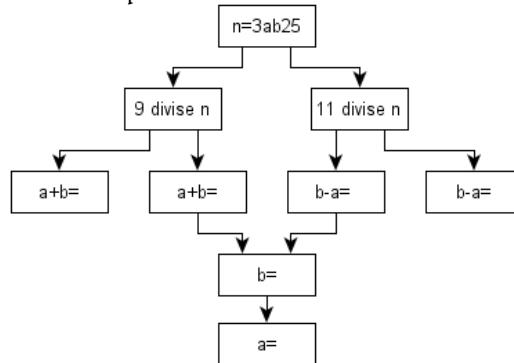 n=3ab25
9 divise n
11 divise n
a+b=
a+b=
b-a=
b-a=
b=
a=